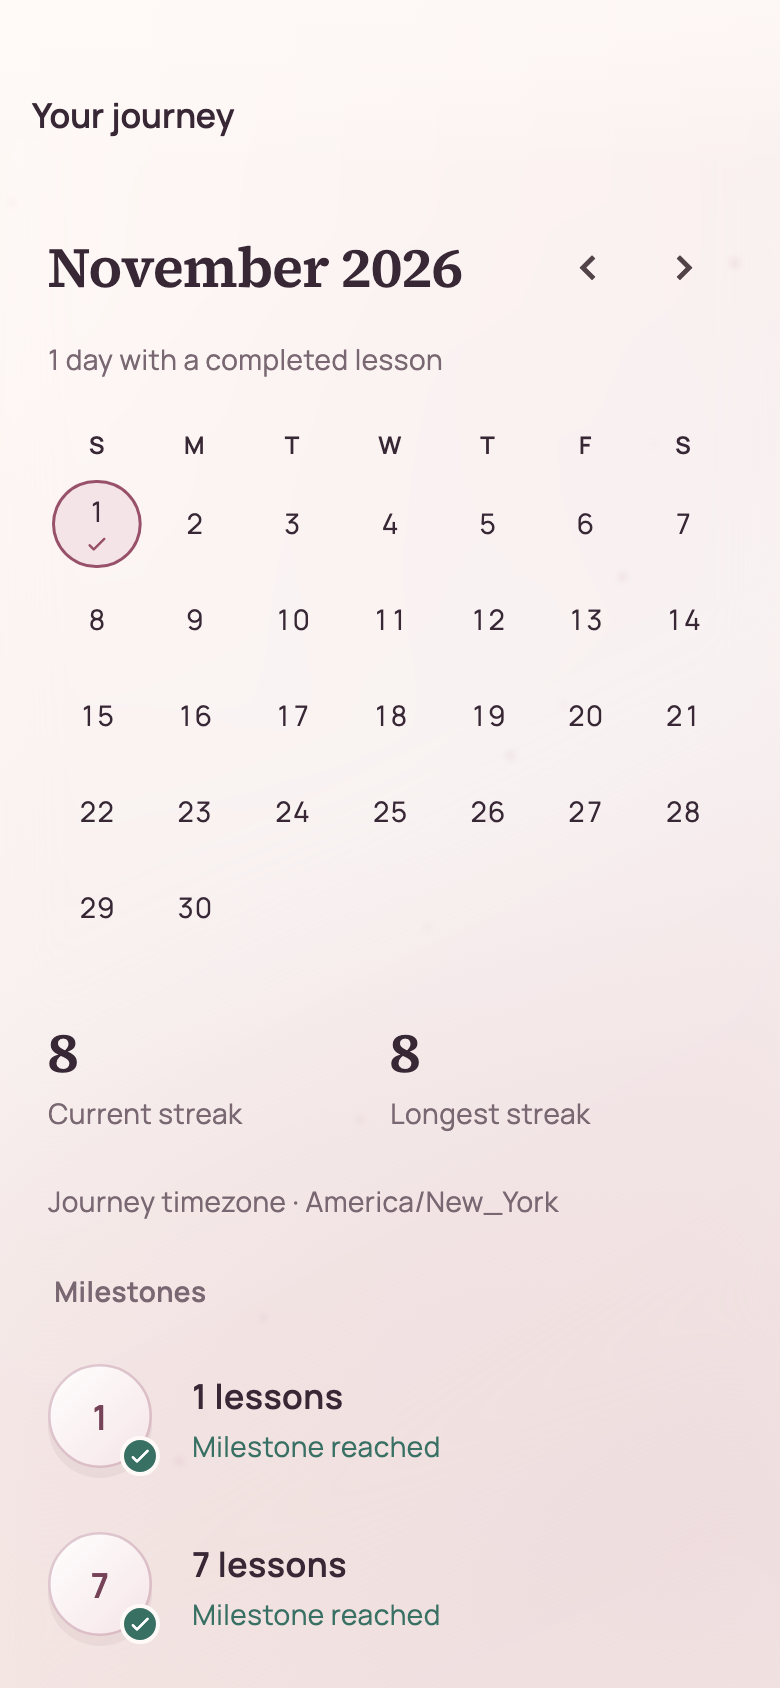 Your journey
November 2026
1 day with a completed lesson
S M T W T F S
1 2 3 4 5 6 7
8 9 10 11 12 13 14
15 16 17 18 19 20 21
22 23 24 25 26 27 28
29 30
8 8
Current streak Longest streak
Journey timezone · America/New_York
Milestones
1 1 lessons
Milestone reached
7 7 lessons
Milestone reached